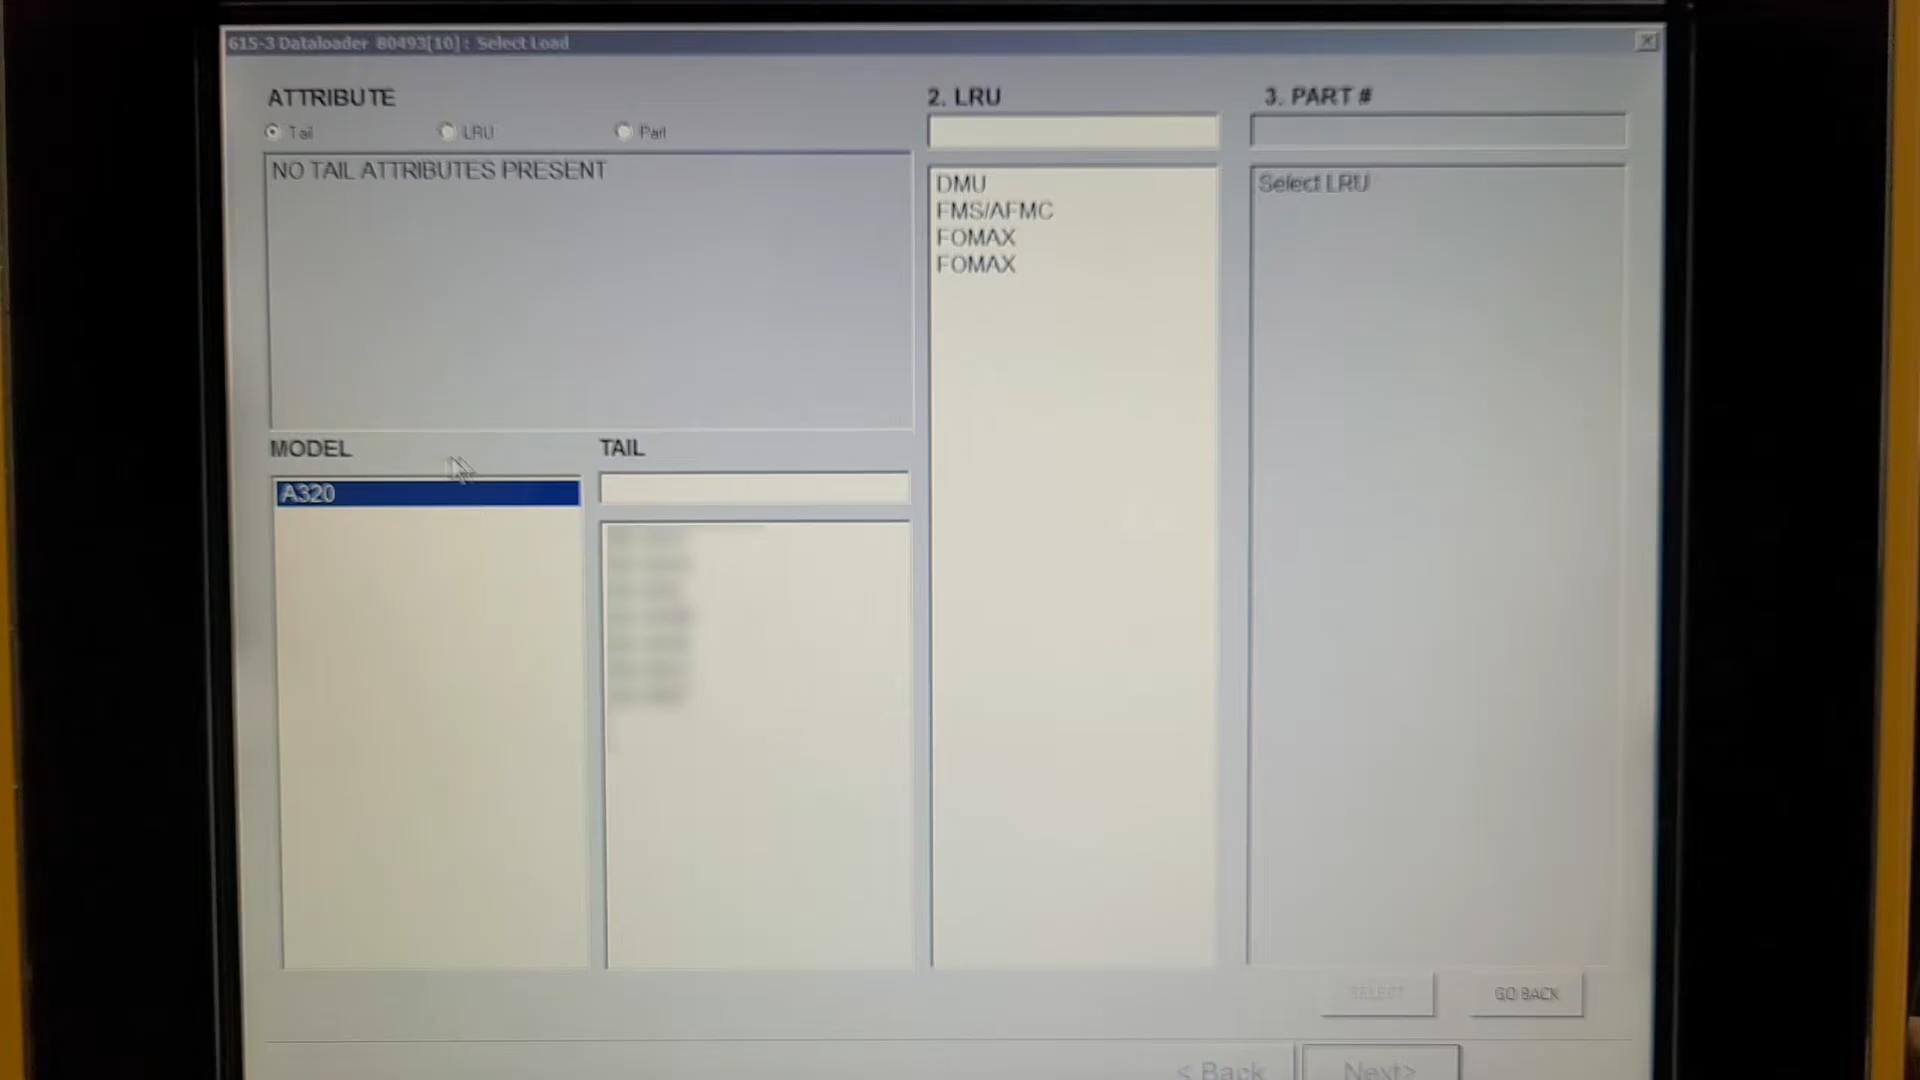 615-3 Dataloader 80493[10] : Select Load
ATTRIBUTE
Tail
LRU
Part
NO TAIL ATTRIBUTES PRESENT
MODEL
A320
TAIL
2. LRU
DMU
FMS/AFMC
FOMAX
FOMAX
3. PART #
Select LRU
SELECT
GO BACK
< Back
Next>